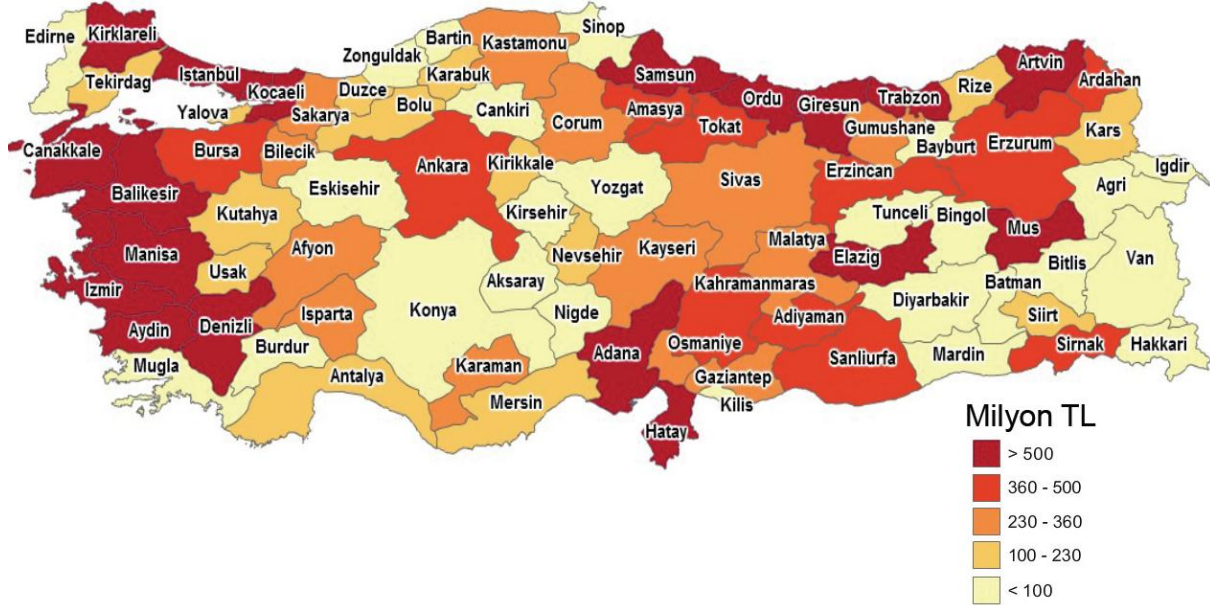 Edirne
Kirklareli
Tekirdag
Istanbul
Kocaeli
Yalova
Sakarya
Duzce
Zonguldak
Bartin
Karabuk
Bolu
Kastamonu
Cankiri
Sinop
Corum
Samsun
Amasya
Tokat
Ordu
Giresun
Trabzon
Gumushane
Bayburt
Rize
Artvin
Ardahan
Kars
Erzurum
Igdir
Agri
Canakkale
Balikesir
Bursa
Bilecik
Kutahya
Eskisehir
Ankara
Kirikkale
Kirsehir
Yozgat
Sivas
Erzincan
Tunceli
Bingol
Mus
Bitlis
Van
Manisa
Usak
Afyon
Izmir
Aydin
Denizli
Isparta
Burdur
Mugla
Antalya
Konya
Aksaray
Nevsehir
Nigde
Kayseri
Malatya
Elazig
Kahramanmaras
Diyarbakir
Batman
Siirt
Adiyaman
Karaman
Mersin
Adana
Osmaniye
Gaziantep
Kilis
Hatay
Sanliurfa
Mardin
Sirnak
Hakkari
Milyon TL
> 500
360 - 500
230 - 360
100 - 230
< 100